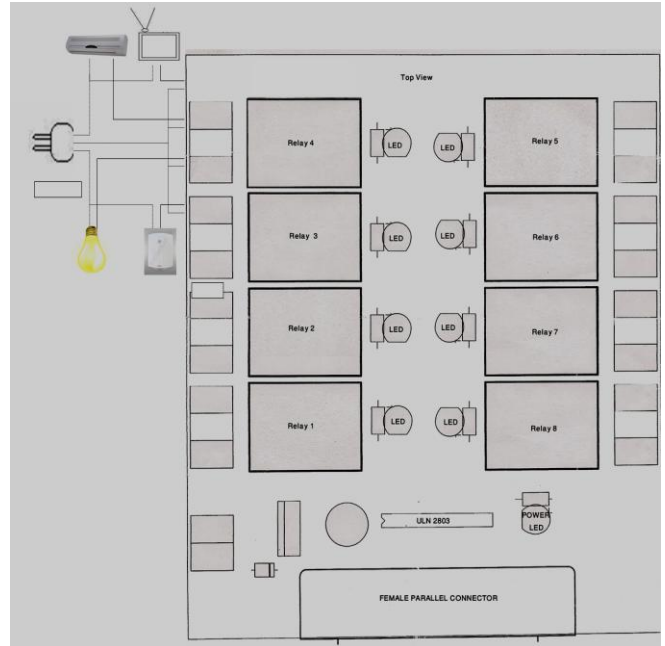 Top View
Relay 4
LED
LED
Relay 5
Relay 3
LED
LED
Relay 6
Relay 2
LED
LED
Relay 7
Relay 1
LED
LED
Relay 8
ULN 2803
POWER
LED
FEMALE PARALLEL CONNECTOR